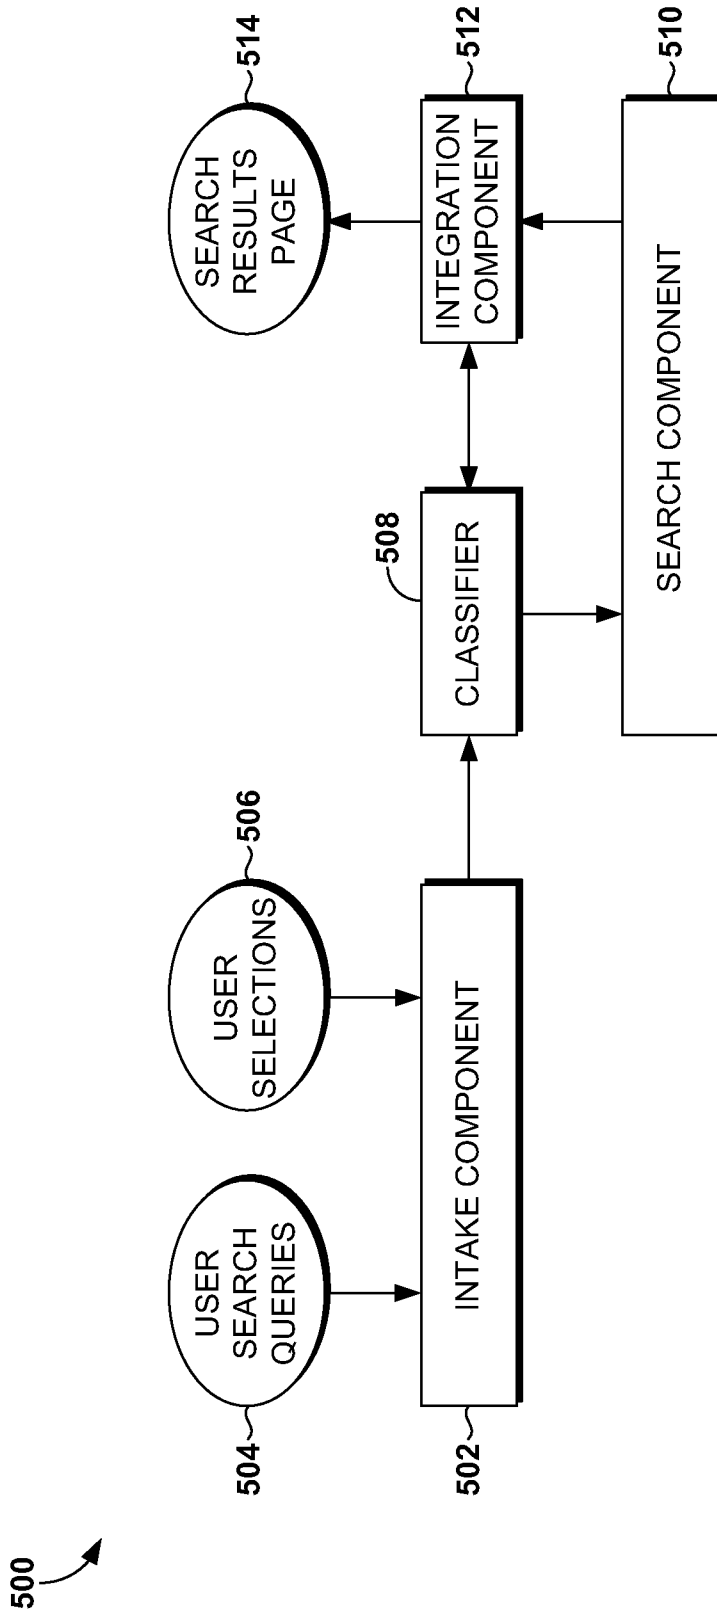 500
504
USER
SEARCH
QUERIES
506
USER
SELECTIONS
514
SEARCH
RESULTS
PAGE
502
INTAKE COMPONENT
508
CLASSIFIER
512
INTEGRATION
COMPONENT
510
SEARCH COMPONENT